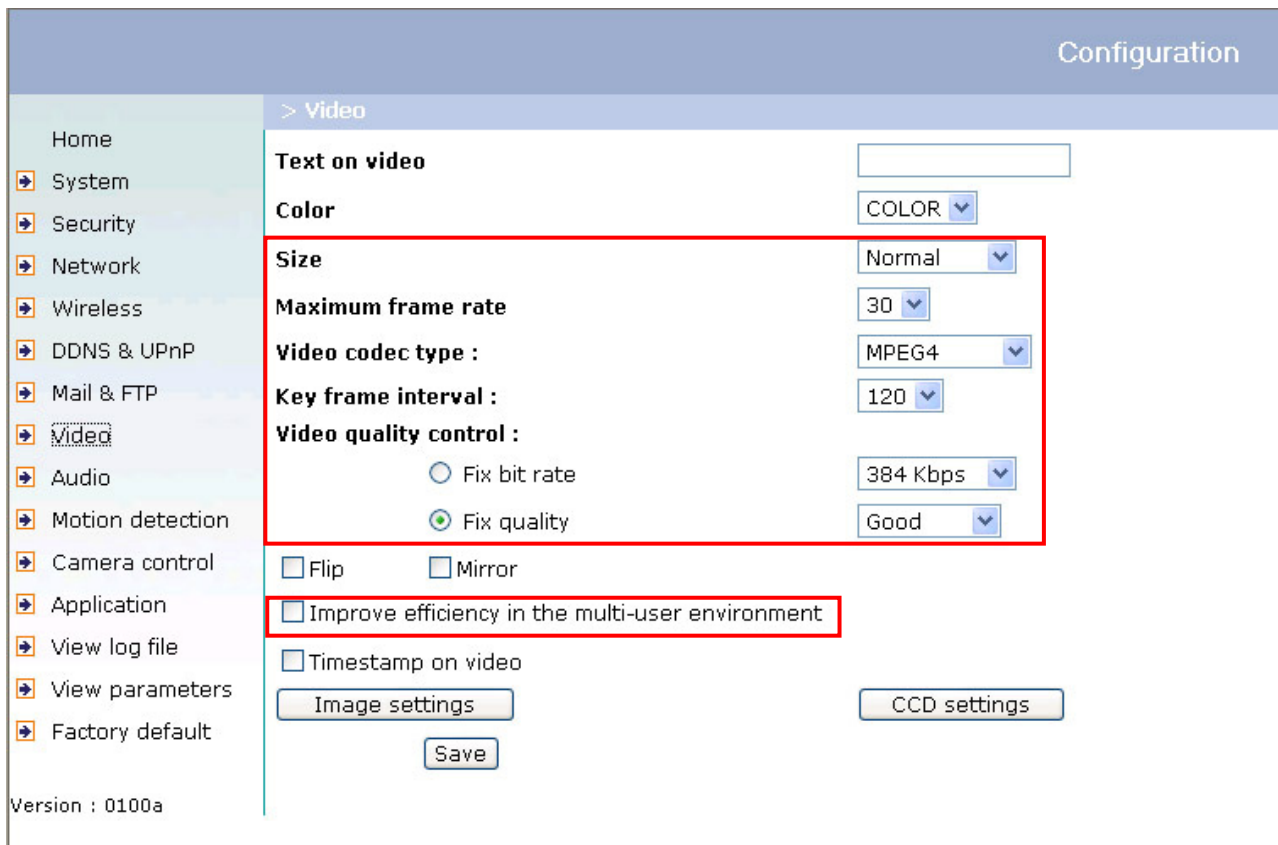 Configuration
> Video
Home
System
Security
Network
Wireless
DDNS & UPnP
Mail & FTP
Video
Audio
Motion detection
Camera control
Application
View log file
View parameters
Factory default
Version : 0100a
Text on video
Color COLOR
Size Normal
Maximum frame rate 30
Video codec type : MPEG4
Key frame interval : 120
Video quality control :
Fix bit rate 384 Kbps
Fix quality Good
Flip Mirror
Improve efficiency in the multi-user environment
Timestamp on video
Image settings CCD settings
Save